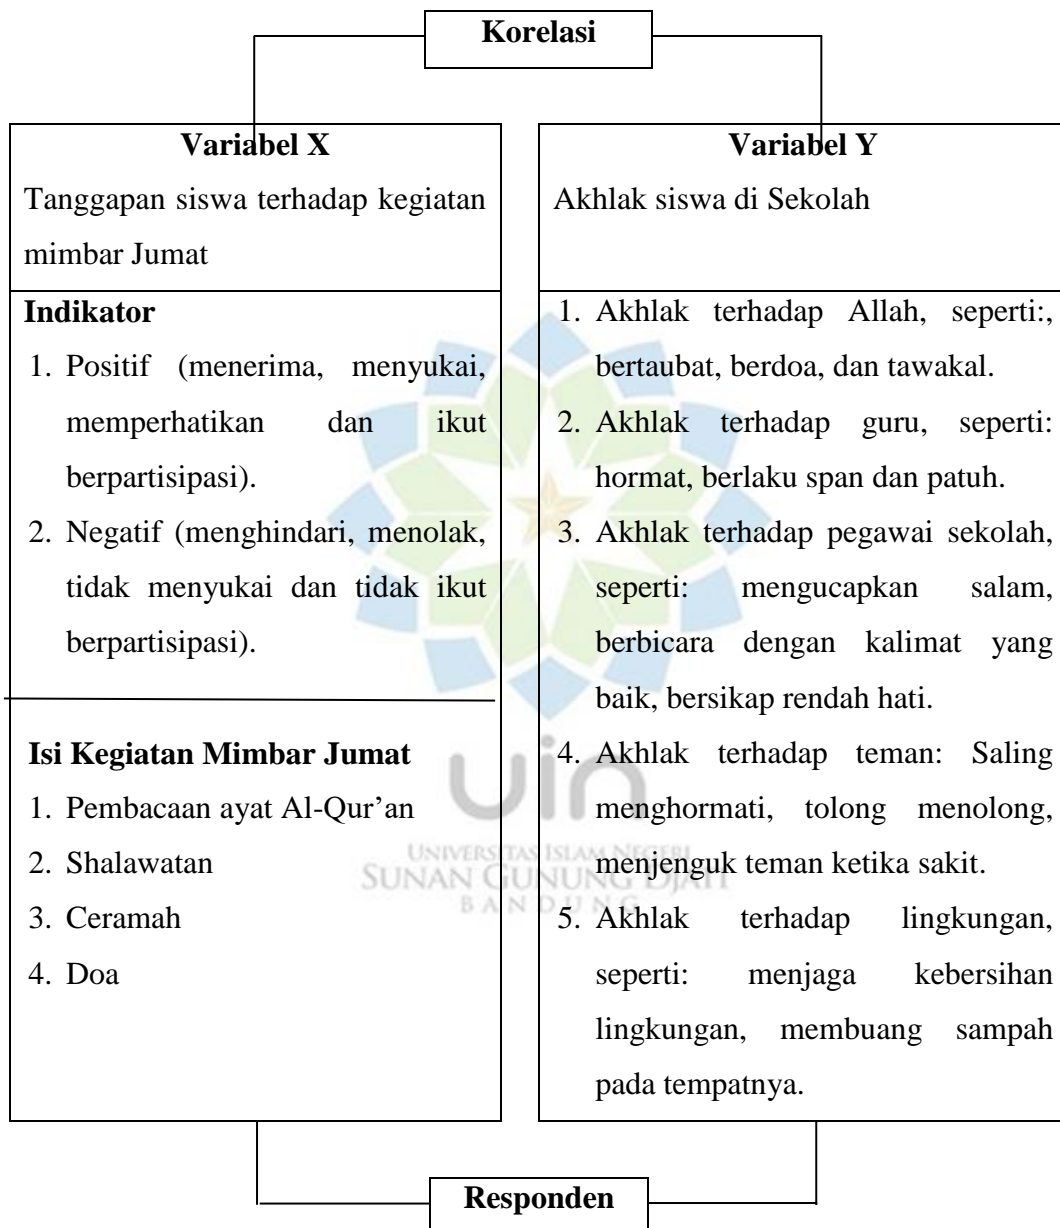 Korelasi
Variabel X
Tanggapan siswa terhadap kegiatan
mimbar Jumat
Indikator
1. Positif (menerima, menyukai,
memperhatikan dan ikut
berpartisipasi).
2. Negatif (menghindari, menolak,
tidak menyukai dan tidak ikut
berpartisipasi).
Isi Kegiatan Mimbar Jumat
1. Pembacaan ayat Al-Qur’an
2. Shalawatan
3. Ceramah
4. Doa
Variabel Y
Akhlak siswa di Sekolah
1. Akhlak terhadap Allah, seperti:,
bertaubat, berdoa, dan tawakal.
2. Akhlak terhadap guru, seperti:
hormat, berlaku span dan patuh.
3. Akhlak terhadap pegawai sekolah,
seperti: mengucapkan salam,
berbicara dengan kalimat yang
baik, bersikap rendah hati.
4. Akhlak terhadap teman: Saling
menghormati, tolong menolong,
menjenguk teman ketika sakit.
5. Akhlak terhadap lingkungan,
seperti: menjaga kebersihan
lingkungan, membuang sampah
pada tempatnya.
uin
UNIVERSITAS ISLAM NEGERI
SUNAN GUNUNG DJATI
BANDUNG
Responden